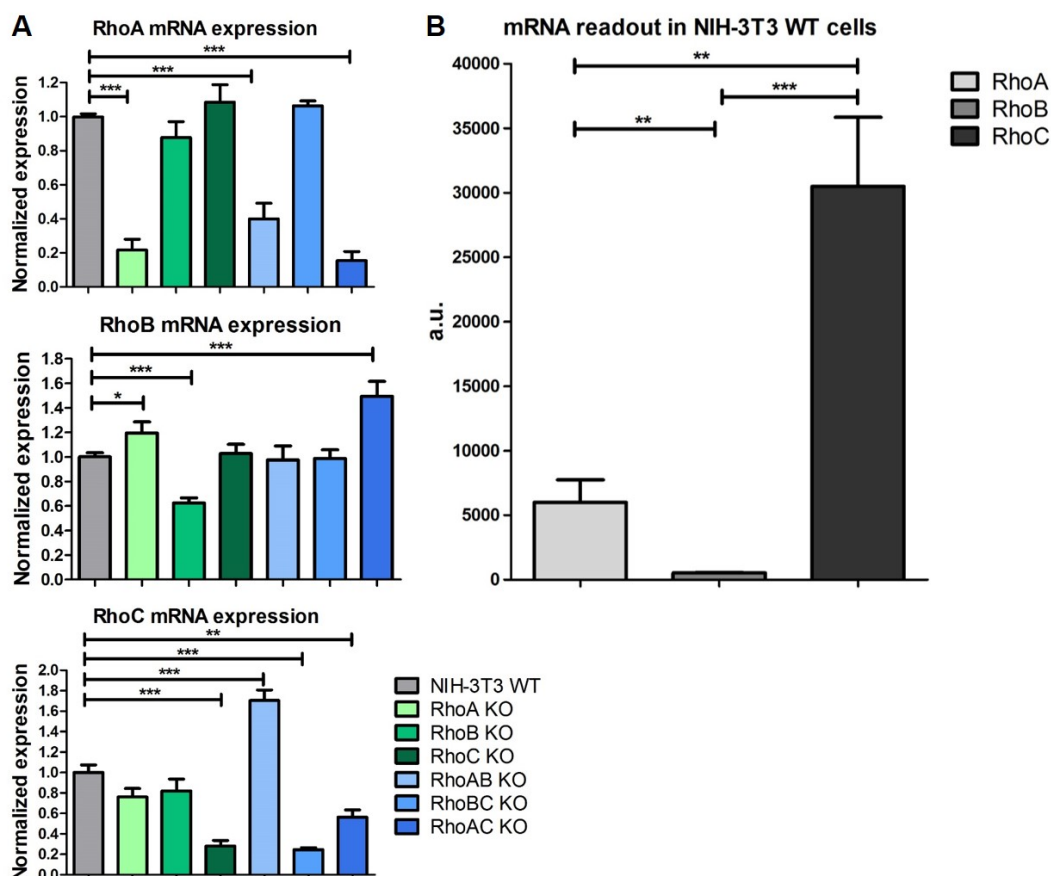 A
RhoA mRNA expression
***
***
***
Normalized expression
1.2
1.0
0.8
0.6
0.4
0.2
0.0
RhoB mRNA expression
***
***
*
Normalized expression
1.8
1.6
1.4
1.2
1.0
0.8
0.6
0.4
0.2
0.0
RhoC mRNA expression
**
***
***
***
Normalized expression
2.0
1.8
1.6
1.4
1.2
1.0
0.8
0.6
0.4
0.2
0.0
NIH-3T3 WT
RhoA KO
RhoB KO
RhoC KO
RhoAB KO
RhoBC KO
RhoAC KO
B
mRNA readout in NIH-3T3 WT cells
**
***
**
a.u.
40000
35000
30000
25000
20000
15000
10000
5000
0
RhoA
RhoB
RhoC